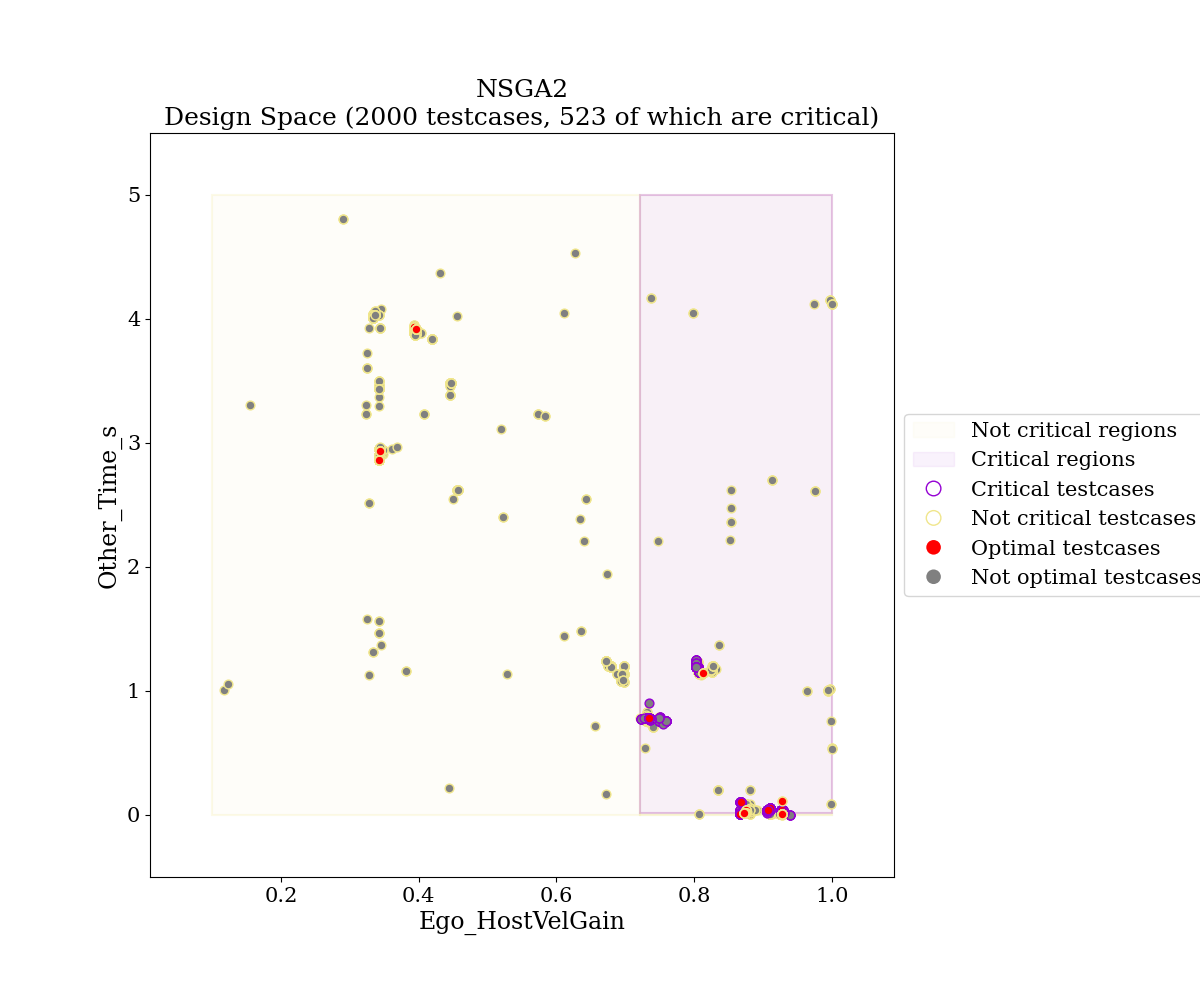 NSGA2
Design Space (2000 testcases, 523 of which are critical)
5
4
3
2
1
0
Other_Time_s
0.2
0.4
0.6
0.8
1.0
Ego_HostVelGain
Not critical regions
Critical regions
Critical testcases
Not critical testcases
Optimal testcases
Not optimal testcases